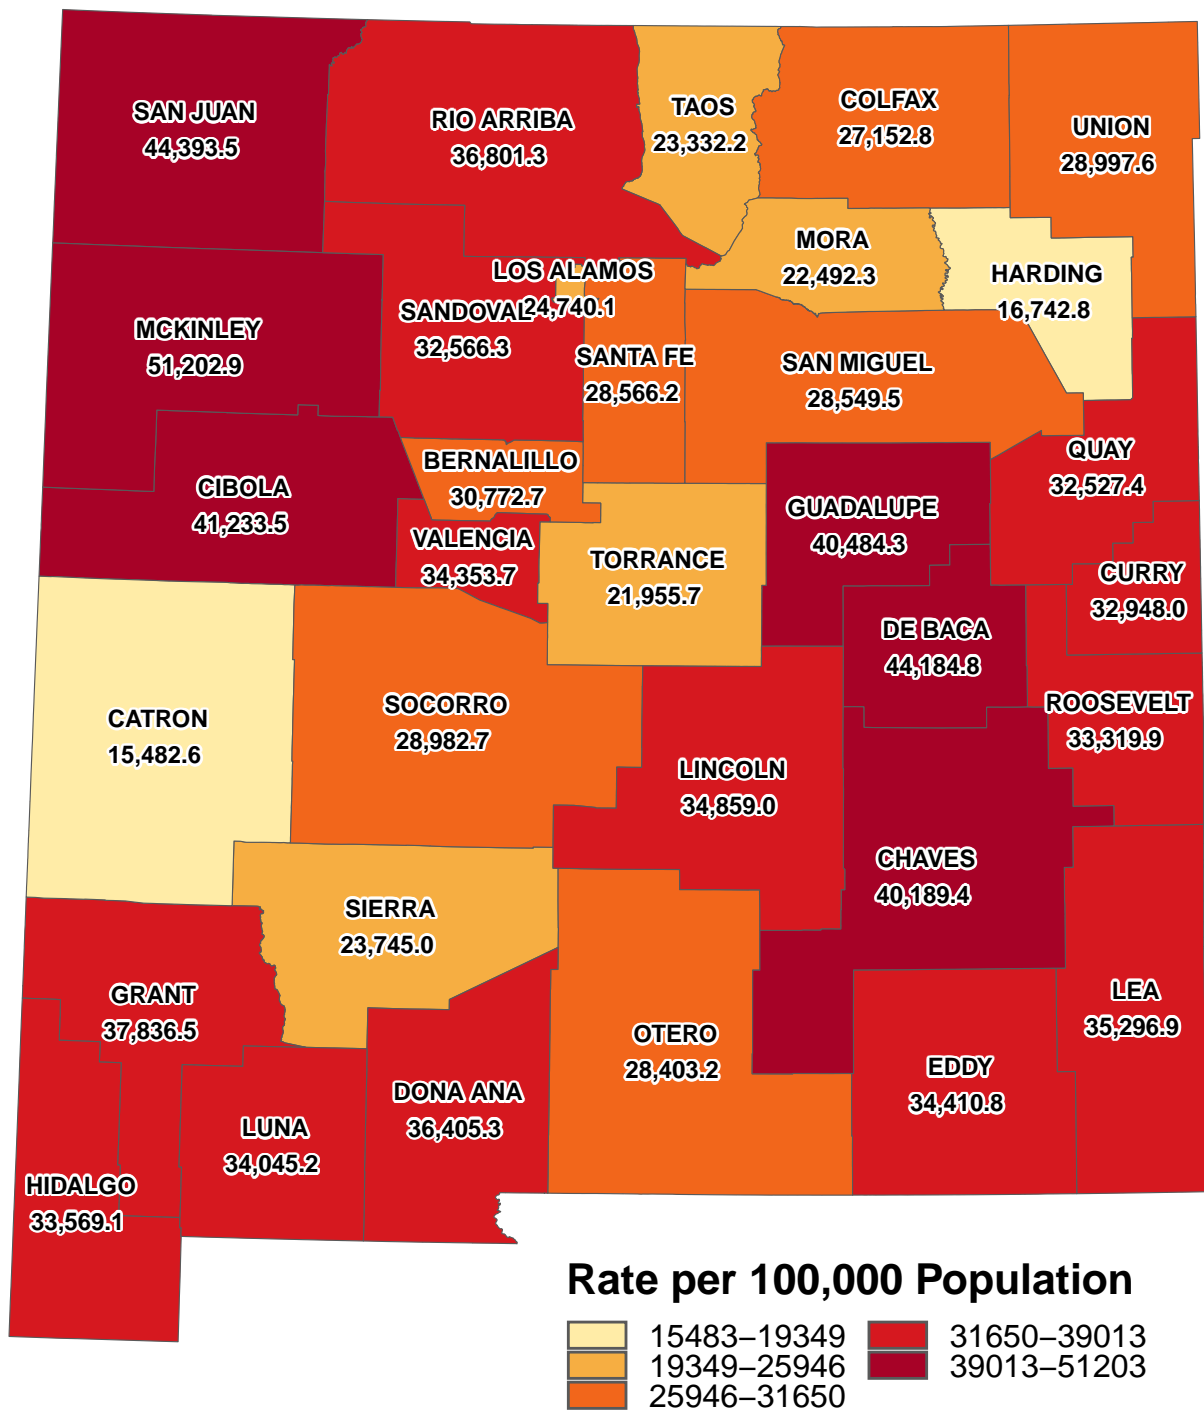 SAN JUAN
44,393.5
RIO ARRIBA
36,801.3
TAOS
23,332.2
COLFAX
27,152.8
UNION
28,997.6
MORA
22,492.3
HARDING
16,742.8
LOS ALAMOS
24,740.1
SANDOVAL
32,566.3
MCKINLEY
51,202.9
SANTA FE
28,566.2
SAN MIGUEL
28,549.5
QUAY
32,527.4
BERNALILLO
30,772.7
CIBOLA
41,233.5
GUADALUPE
40,484.3
VALENCIA
34,353.7
TORRANCE
21,955.7
CURRY
32,948.0
DE BACA
44,184.8
CATRON
15,482.6
SOCORRO
28,982.7
ROOSEVELT
33,319.9
LINCOLN
34,859.0
CHAVES
40,189.4
SIERRA
23,745.0
GRANT
37,836.5
LEA
35,296.9
OTERO
28,403.2
EDDY
34,410.8
DONA ANA
36,405.3
LUNA
34,045.2
HIDALGO
33,569.1
Rate per 100,000 Population
15483–19349
19349–25946
25946–31650
31650–39013
39013–51203